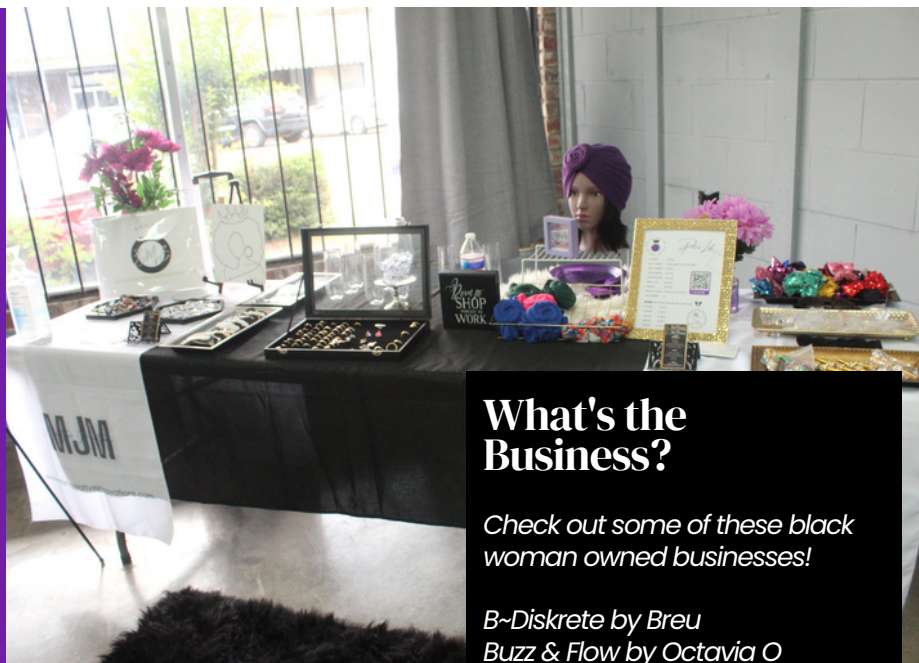 MJM
SHOP
WORK
What's the
Business?
Check out some of these black
woman owned businesses!
B~Diskrete by Breu
Buzz & Flow by Octavia O